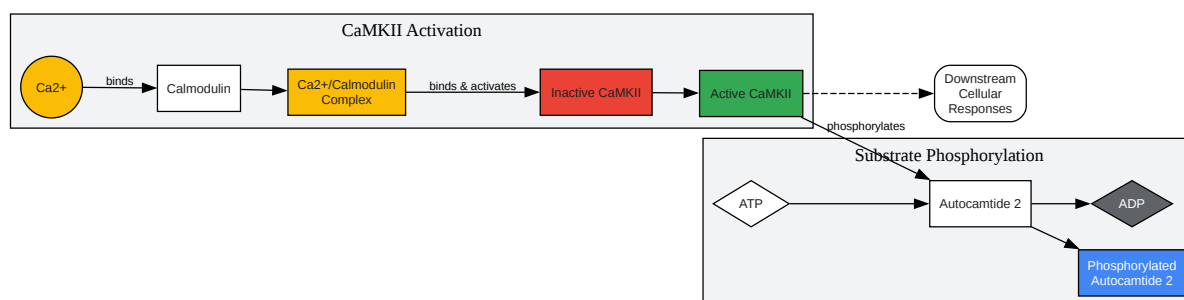 CaMKII Activation
Ca2+
binds
Calmodulin
Ca2+/Calmodulin
Complex
binds & activates
Inactive CaMKII
Active CaMKII
Downstream
Cellular
Responses
phosphorylates
Substrate Phosphorylation
ATP
Autocamtide 2
ADP
Phosphorylated
Autocamtide 2